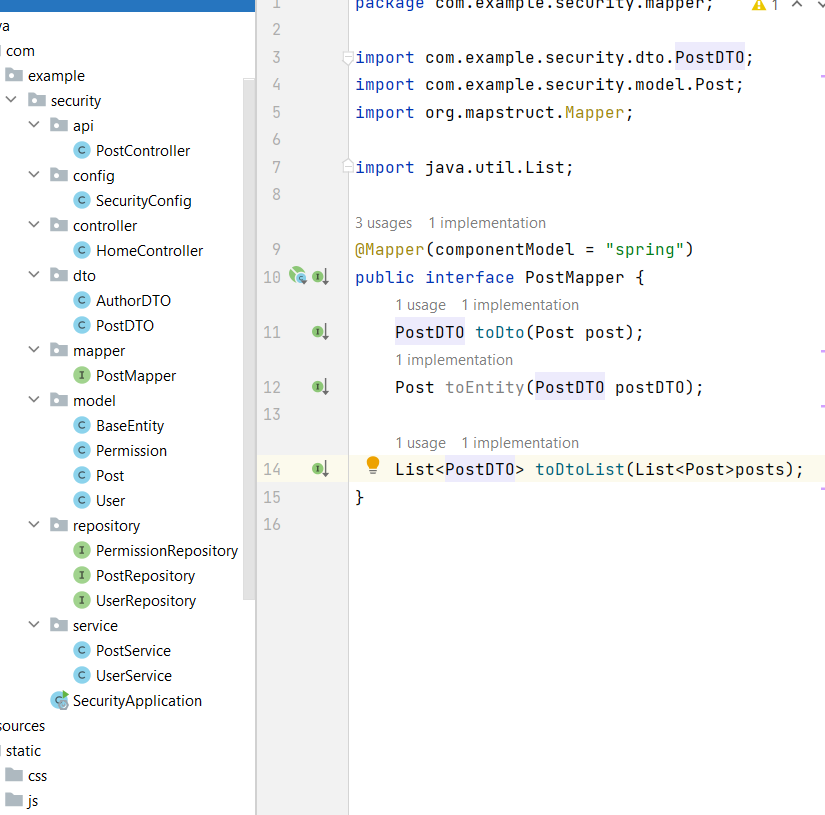 va
com
example
security
api
PostController
config
SecurityConfig
controller
HomeController
dto
AuthorDTO
PostDTO
mapper
PostMapper
model
BaseEntity
Permission
Post
User
repository
PermissionRepository
PostRepository
UserRepository
service
PostService
UserService
SecurityApplication
sources
static
css
js
1 package com.example.security.mapper;
1
2
3 import com.example.security.dto.PostDTO;
4 import com.example.security.model.Post;
5 import org.mapstruct.Mapper;
6
7 import java.util.List;
8
3 usages 1 implementation
9 @Mapper(componentModel = "spring")
10 public interface PostMapper {
1 usage 1 implementation
11 PostDTO toDto(Post post);
1 implementation
12 Post toEntity(PostDTO postDTO);
13
1 usage 1 implementation
14 List<PostDTO> toDtoList(List<Post>posts);
15 }
16